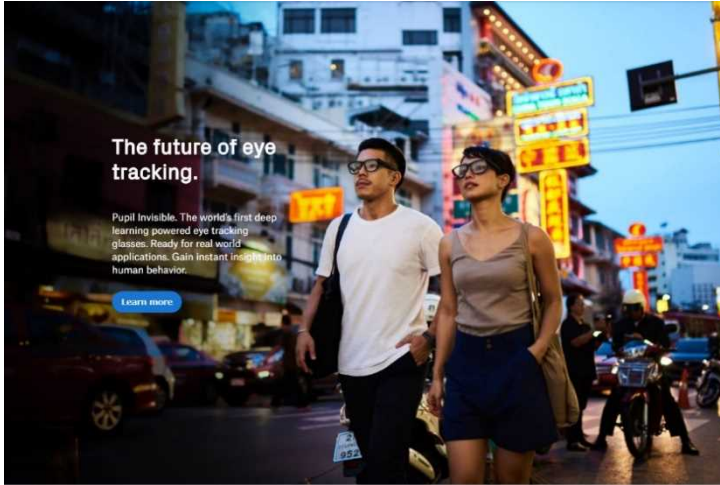 The future of eye
tracking.
Pupil Invisible. The world's first deep
learning powered eye tracking
glasses. Ready for real world
applications. Gain instant insight into
human behavior.
Learn more
952